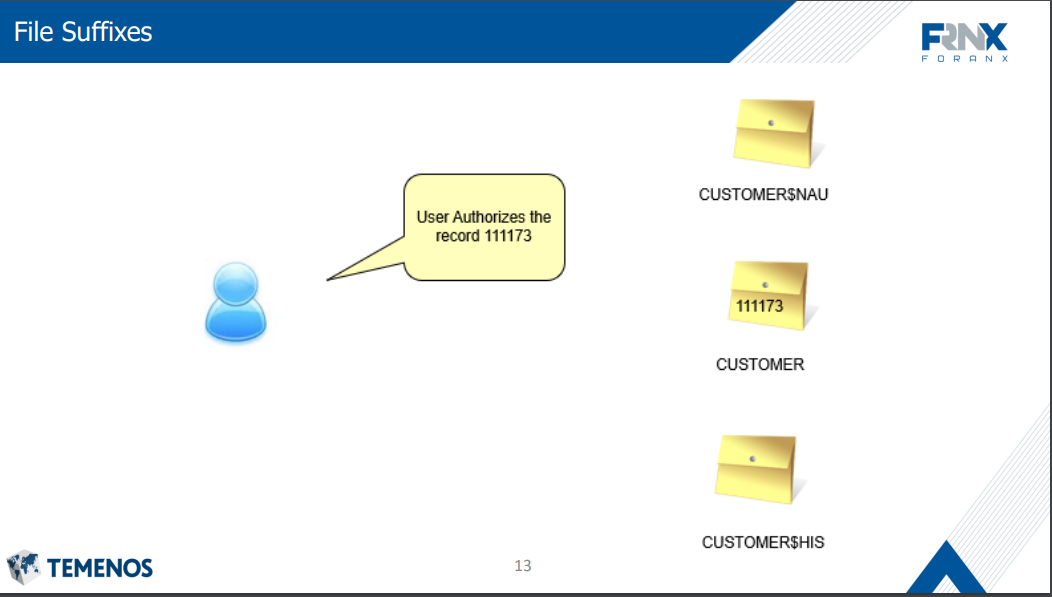 File Suffixes
FRNX
FORANX
CUSTOMER$NAU
User Authorizes the
record 111173
111173
CUSTOMER
CUSTOMER$HIS
TEMENOS
13